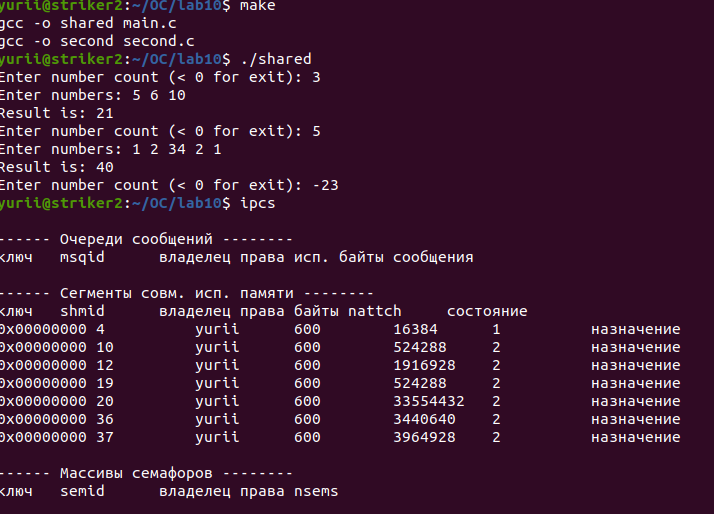 yurii@striker2:~/OC/lab10$ make
gcc -o shared main.c
gcc -o second second.c
yurii@striker2:~/OC/lab10$ ./shared
Enter number count (< 0 for exit): 3
Enter numbers: 5 6 10
Result is: 21
Enter number count (< 0 for exit): 5
Enter numbers: 1 2 34 2 1
Result is: 40
Enter number count (< 0 for exit): -23
yurii@striker2:~/OC/lab10$ ipcs
------ Очереди сообщений --------
ключ msqid владелец права исп. байты сообщения
------ Сегменты совм. исп. памяти --------
ключ shmid владелец права байты nattch состояние
0x00000000 4 yurii 600 16384 1 назначение
0x00000000 10 yurii 600 524288 2 назначение
0x00000000 12 yurii 600 1916928 2 назначение
0x00000000 19 yurii 600 524288 2 назначение
0x00000000 20 yurii 600 33554432 2 назначение
0x00000000 36 yurii 600 3440640 2 назначение
0x00000000 37 yurii 600 3964928 2 назначение
------ Массивы семафоров --------
ключ semid владелец права nsems